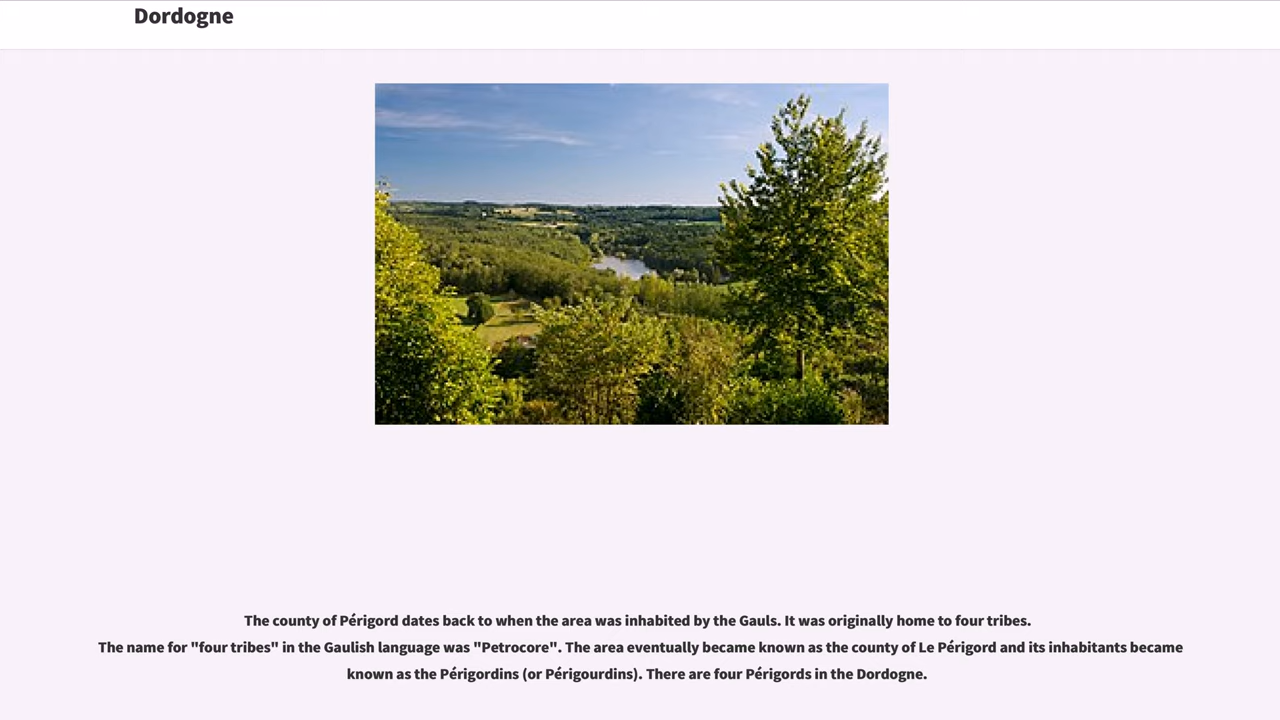 Dordogne
The county of Périgord dates back to when the area was inhabited by the Gauls. It was originally home to four tribes.
The name for "four tribes" in the Gaulish language was "Petrocore". The area eventually became known as the county of Le Périgord and its inhabitants became
known as the Périgordins (or Périgourdins). There are four Périgords in the Dordogne.